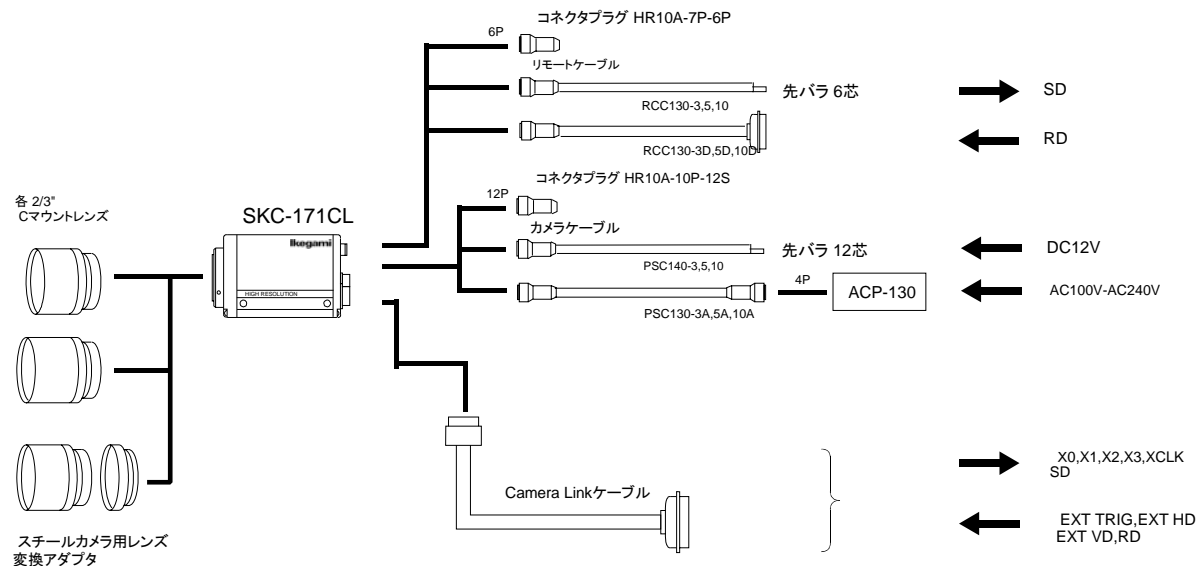 コネクタプラグ HR10A-7P-6P
6P
リモートケーブル
先バラ 6芯
SD
RCC130-3,5,10
RD
RCC130-3D,5D,10D
コネクタプラグ HR10A-10P-12S
12P
各 2/3"
Cマウントレンズ
SKC-171CL
カメラケーブル
Ikegami
先バラ 12芯
DC12V
PSC140-3,5,10
4P
ACP-130
AC100V-AC240V
HIGH RESOLUTION
PSC130-3A,5A,10A
X0,X1,X2,X3,XCLK
SD
Camera Linkケーブル
EXT TRIG,EXT HD
EXT VD,RD
スチールカメラ用レンズ
変換アダプタ